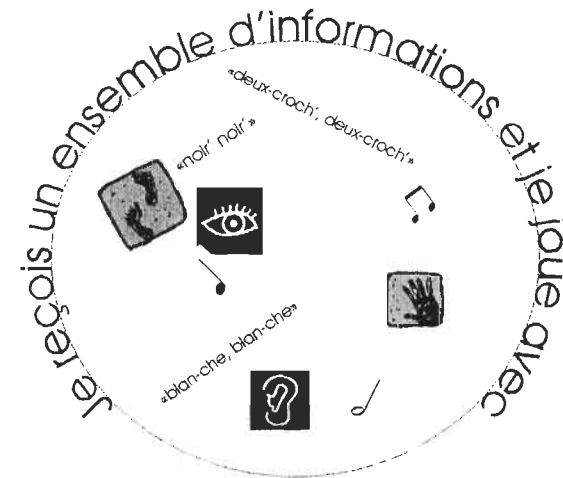 Je reçois un ensemble d'informations et je joue avec
«deux-croch', deux-croch'»
«noir' noir'»
«blan-che, blan-che»